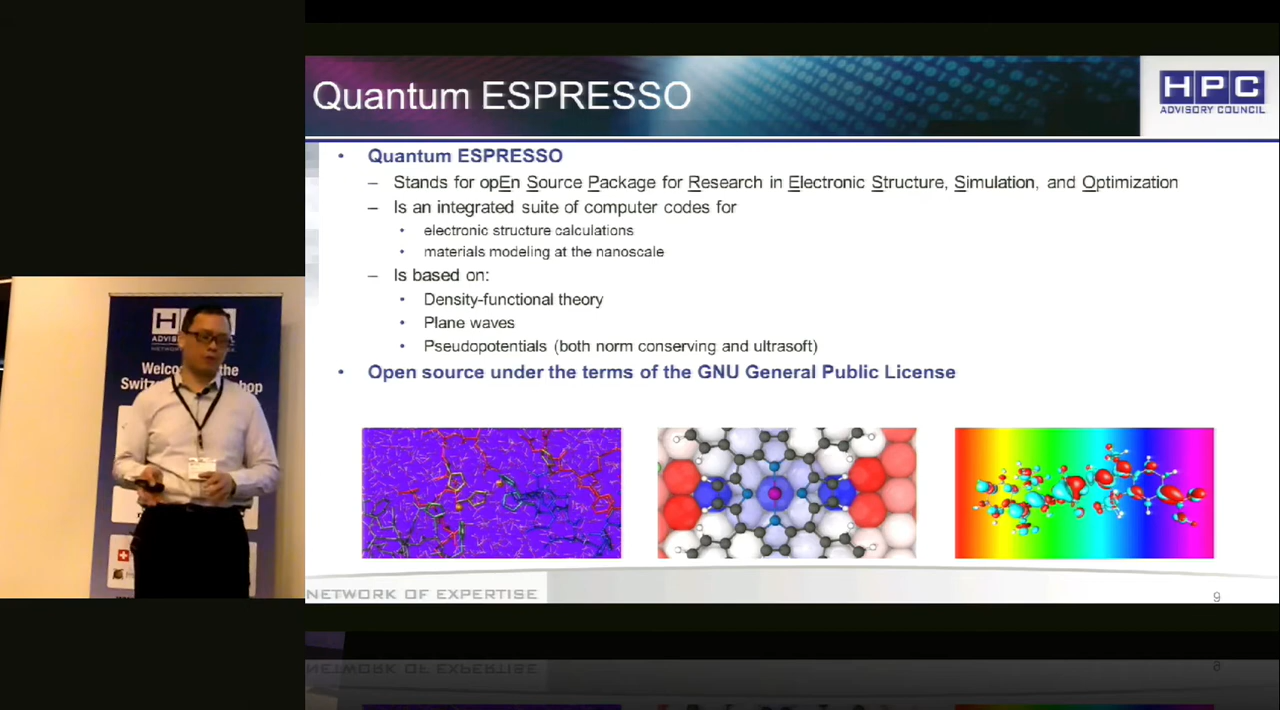 Quantum ESPRESSO
HPC
ADVISORY COUNCIL
• Quantum ESPRESSO
– Stands for opEn Source Package for Research in Electronic Structure, Simulation, and Optimization
– Is an integrated suite of computer codes for
• electronic structure calculations
• materials modeling at the nanoscale
– Is based on:
• Density-functional theory
• Plane waves
• Pseudopotentials (both norm conserving and ultrasoft)
• Open source under the terms of the GNU General Public License
NETWORK OF EXPERTISE
9
NETWORK OF EXPERTISE